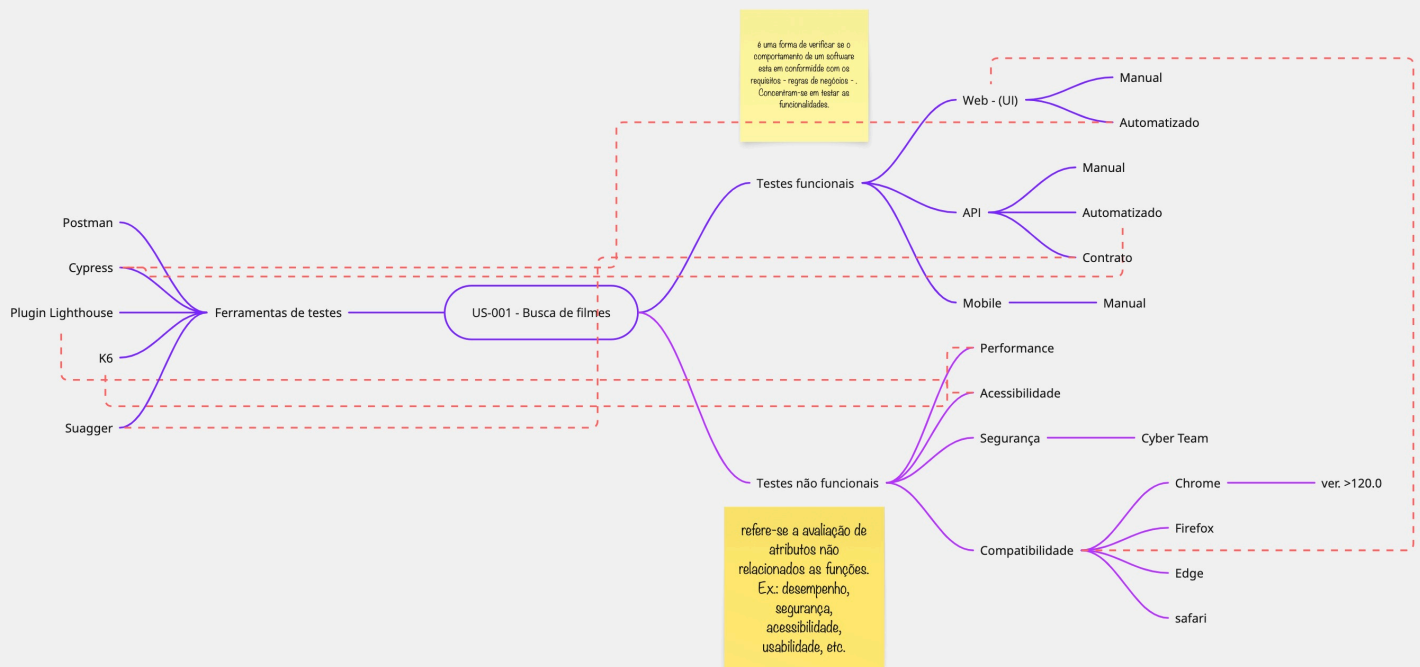 é uma forma de verificar se o
comportamento de um software
esta em conformidde com os
requisitos - regras de negócios - .
Concentram-se em testar as
funcionalidades.
Web - (UI)
Manual
Automatizado
Testes funcionais
API
Manual
Automatizado
Contrato
Mobile
Manual
Postman
Cypress
Plugin Lighthouse
K6
Suagger
Ferramentas de testes
US-001 - Busca de filmes
Performance
Acessibilidade
Segurança
Cyber Team
Testes não funcionais
Compatibilidade
Chrome
ver. >120.0
Firefox
Edge
safari
refere-se a avaliação de
atributos não
relacionados as funções.
Ex.: desempenho,
segurança,
acessibilidade,
usabilidade, etc.